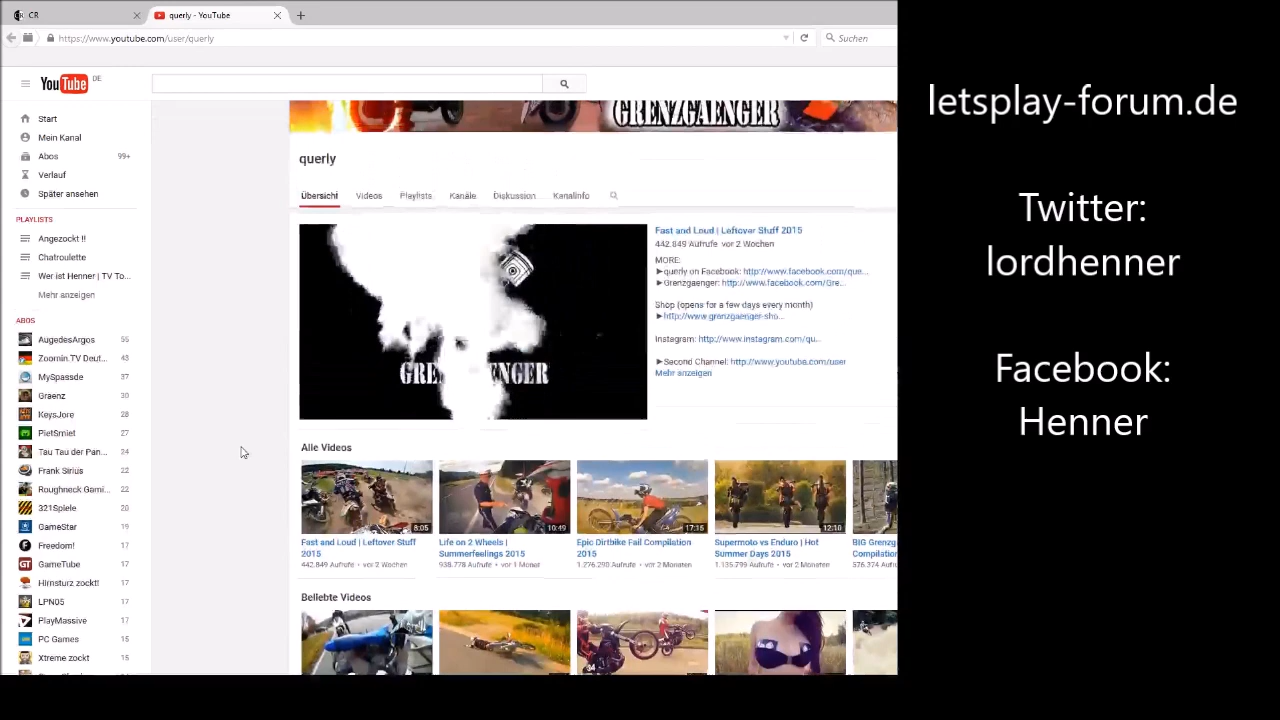 CR
querly - YouTube
https://www.youtube.com/user/querly
Suchen
YouTube DE
Start
Mein Kanal
Abos 99+
Verlauf
Später ansehen
PLAYLISTS
Angezockt !!
Chatroulette
Wer ist Henner | TV To...
Mehr anzeigen
ABOS
AugedesArgos 55
Zoornin.TV Deut... 43
MySpassde 37
Graenz 30
KeysJore 28
PietSmiet 27
Tau Tau der Pan... 24
Frank Sirius 22
Roughneck Gami... 22
321Spiele 20
GameStar 19
Freedom! 17
GameTube 17
Hirnsturz zockt! 17
LPN05 17
PlayMassive 17
PC Games 15
Xtreme zockt 15
GRENZGAENGER
querly
Übersicht Videos Playlists Kanäle Diskussion Kanalinfo
Fast and Loud | Leftover Stuff 2015
442.849 Aufrufe vor 2 Wochen
MORE:
►querly on Facebook: http://www.facebook.com/que...
►Grenzgaenger: http://www.facebook.com/Gre...
Shop (opens for a few days every month)
►http://www.grenzgaenger-sho...
Instagram: http://www.instagram.com/qu...
►Second Channel: http://www.youtube.com/user
Mehr anzeigen
Alle Videos
8:05
Fast and Loud | Leftover Stuff
2015
442.849 Aufrufe • vor 2 Wochen
10:49
Life on 2 Wheels |
Summerfeelings 2015
938.778 Aufrufe • vor 1 Monat
17:15
Epic Dirtbike Fail Compilation
2015
1.276.290 Aufrufe • vor 2 Monaten
12:10
Supermoto vs Enduro | Hot
Summer Days 2015
1.135.799 Aufrufe • vor 2 Monaten
BIG Grenzg
Compilation
576.374 Aufr
Beliebte Videos
letsplay-forum.de
Twitter:
lordhenner
Facebook:
Henner